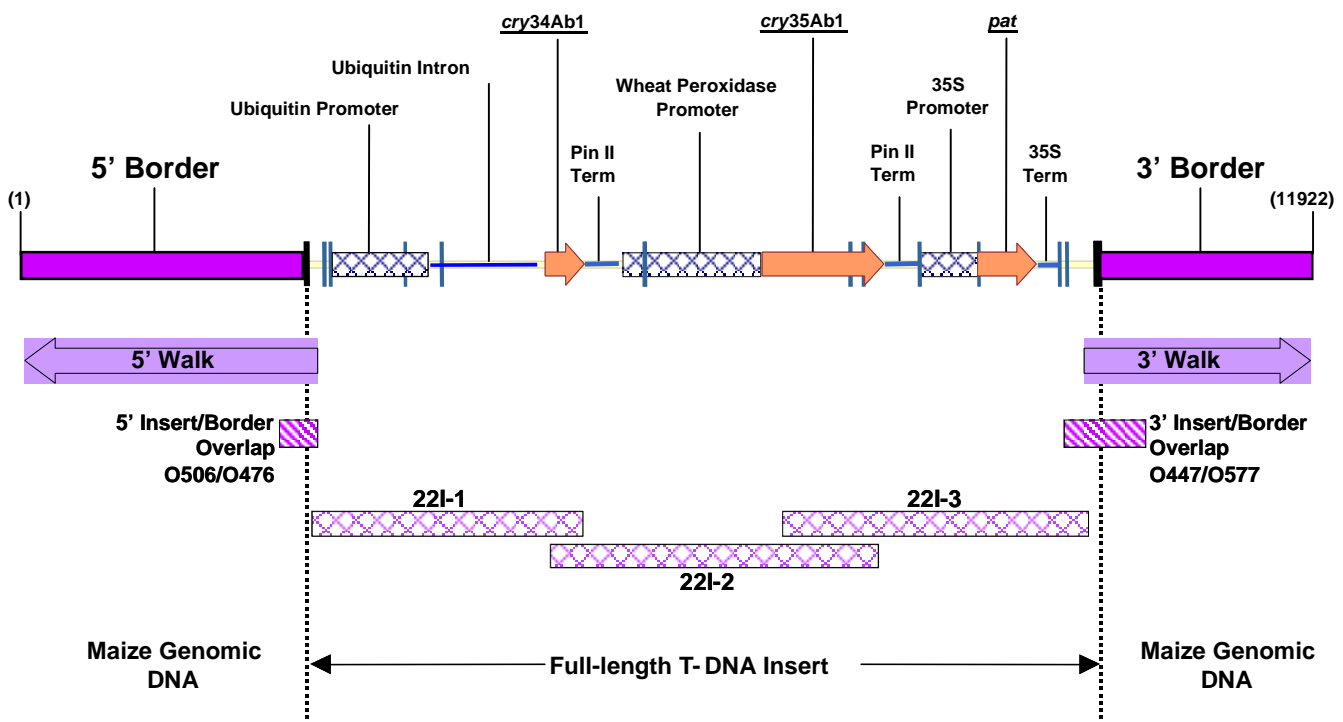 cry34Ab1
cry35Ab1
pat
Ubiquitin Intron
Ubiquitin Promoter
Wheat Peroxidase
Promoter
35S
Promoter
Pin II
Term
Pin II
Term
35S
Term
5’ Border
3’ Border
(1)
(11922)
5’ Walk
3’ Walk
5’ Insert/Border
Overlap
O506/O476
3’ Insert/Border
Overlap
O447/O577
22I-1
22I-3
22I-2
Maize Genomic
DNA
Full-length T- DNA Insert
Maize Genomic
DNA